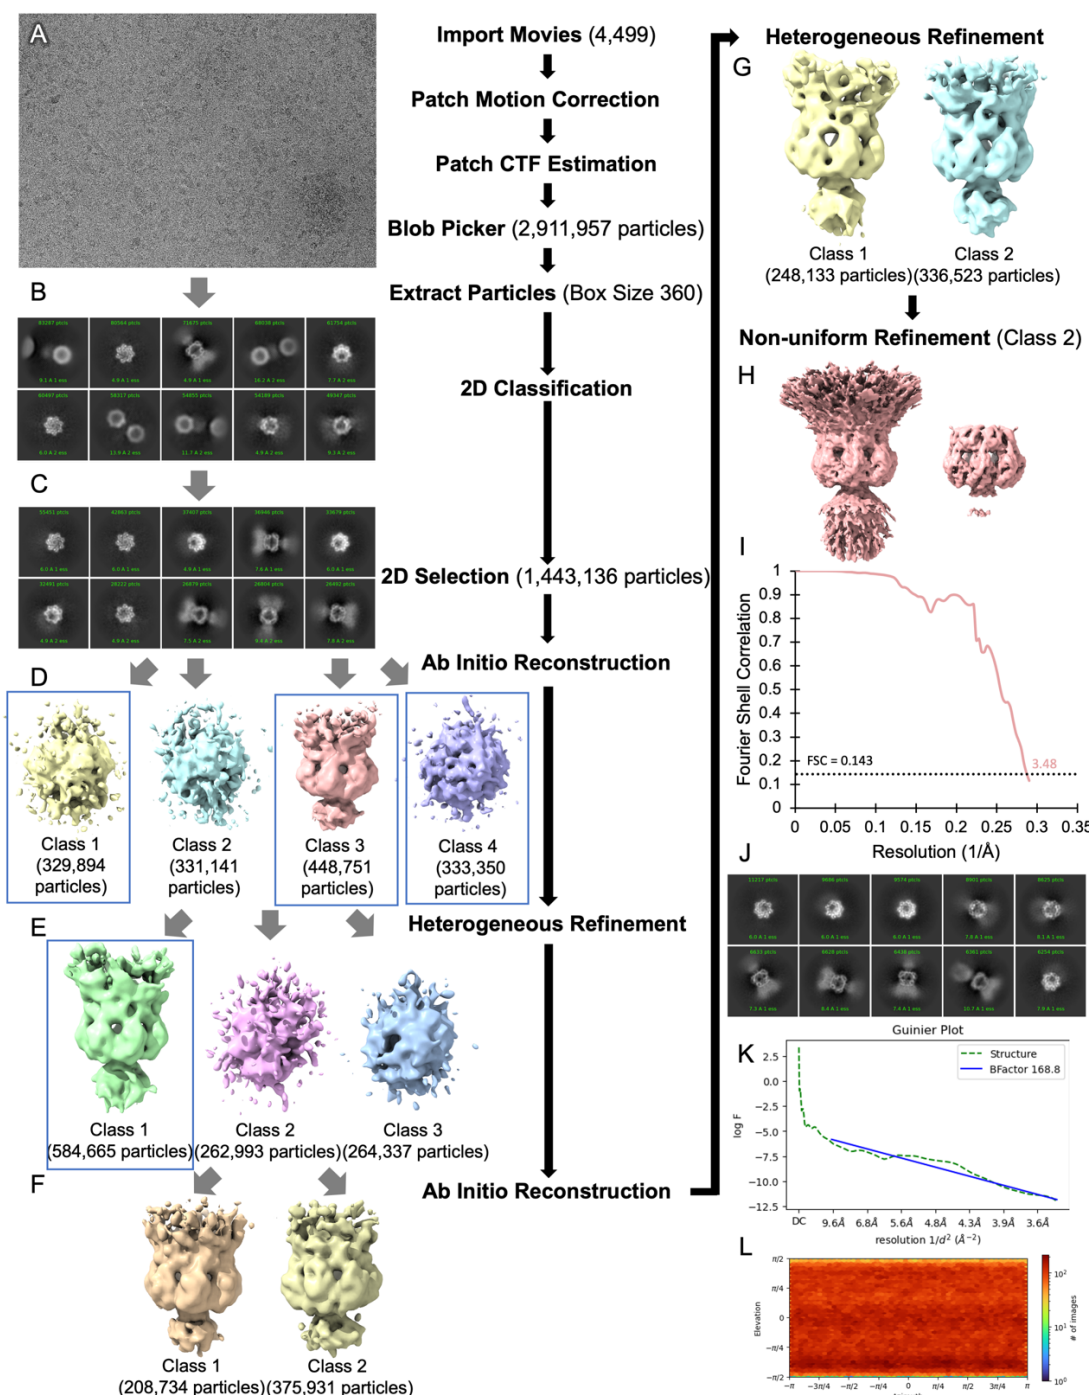 A
Import Movies (4,499)
Patch Motion Correction
Patch CTF Estimation
Blob Picker (2,911,957 particles)
Extract Particles (Box Size 360)
B
2D Classification
C
2D Selection (1,443,136 particles)
Ab Initio Reconstruction
D
Class 1
(329,894
particles)
Class 2
(331,141
particles)
Class 3
(448,751
particles)
Class 4
(333,350
particles)
Heterogeneous Refinement
E
Class 1
(584,665 particles)
Class 2
(262,993 particles)
Class 3
(264,337 particles)
F
Ab Initio Reconstruction
Class 1
(208,734 particles)
Class 2
(375,931 particles)
Heterogeneous Refinement
G
Class 1
(248,133 particles)
Class 2
(336,523 particles)
Non-uniform Refinement (Class 2)
H
I
Fourier Shell Correlation
1
0.9
0.8
0.7
0.6
0.5
0.4
0.3
0.2
0.1
0
FSC = 0.143
3.48
0 0.05 0.1 0.15 0.2 0.25 0.3 0.35
Resolution (1/Å)
J
Guinier Plot
K
Structure
BFactor 168.8
log F
2.5
0.0
−2.5
−5.0
−7.5
−10.0
−12.5
DC 9.6Å 6.8Å 5.6Å 4.8Å 4.3Å 3.9Å 3.6Å
resolution 1/d² (Å⁻²)
L
Elevation
π/2
π/4
0
−π/4
−π/2
−π −3π/4 −π/2 −π/4 0 π/4 π/2 3π/4 π
10²
10¹
10⁰
# of images